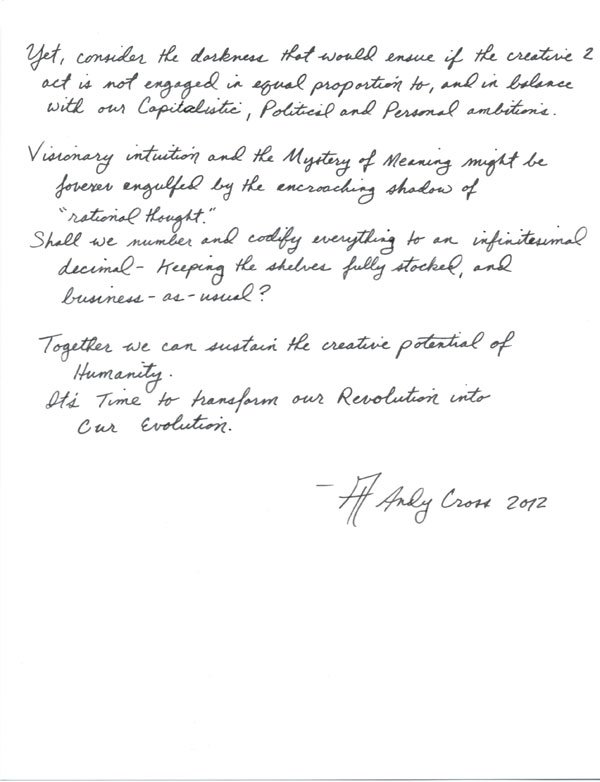 Yet, consider the darkness that would ensue if the creative 2
act is not engaged in equal proportion to, and in balance
with our Capitalistic, Political and Personal ambitions.
Visionary intuition and the Mystery of Meaning might be
forever engulfed by the encroaching shadow of
"rational thought."
Shall we number and codify everything to an infinitesimal
decimal - Keeping the shelves fully stocked, and
business - as - usual?
Together we can sustain the creative potential of
Humanity.
It's Time to transform our Revolution into
Our Evolution.
- Andy Cross 2012